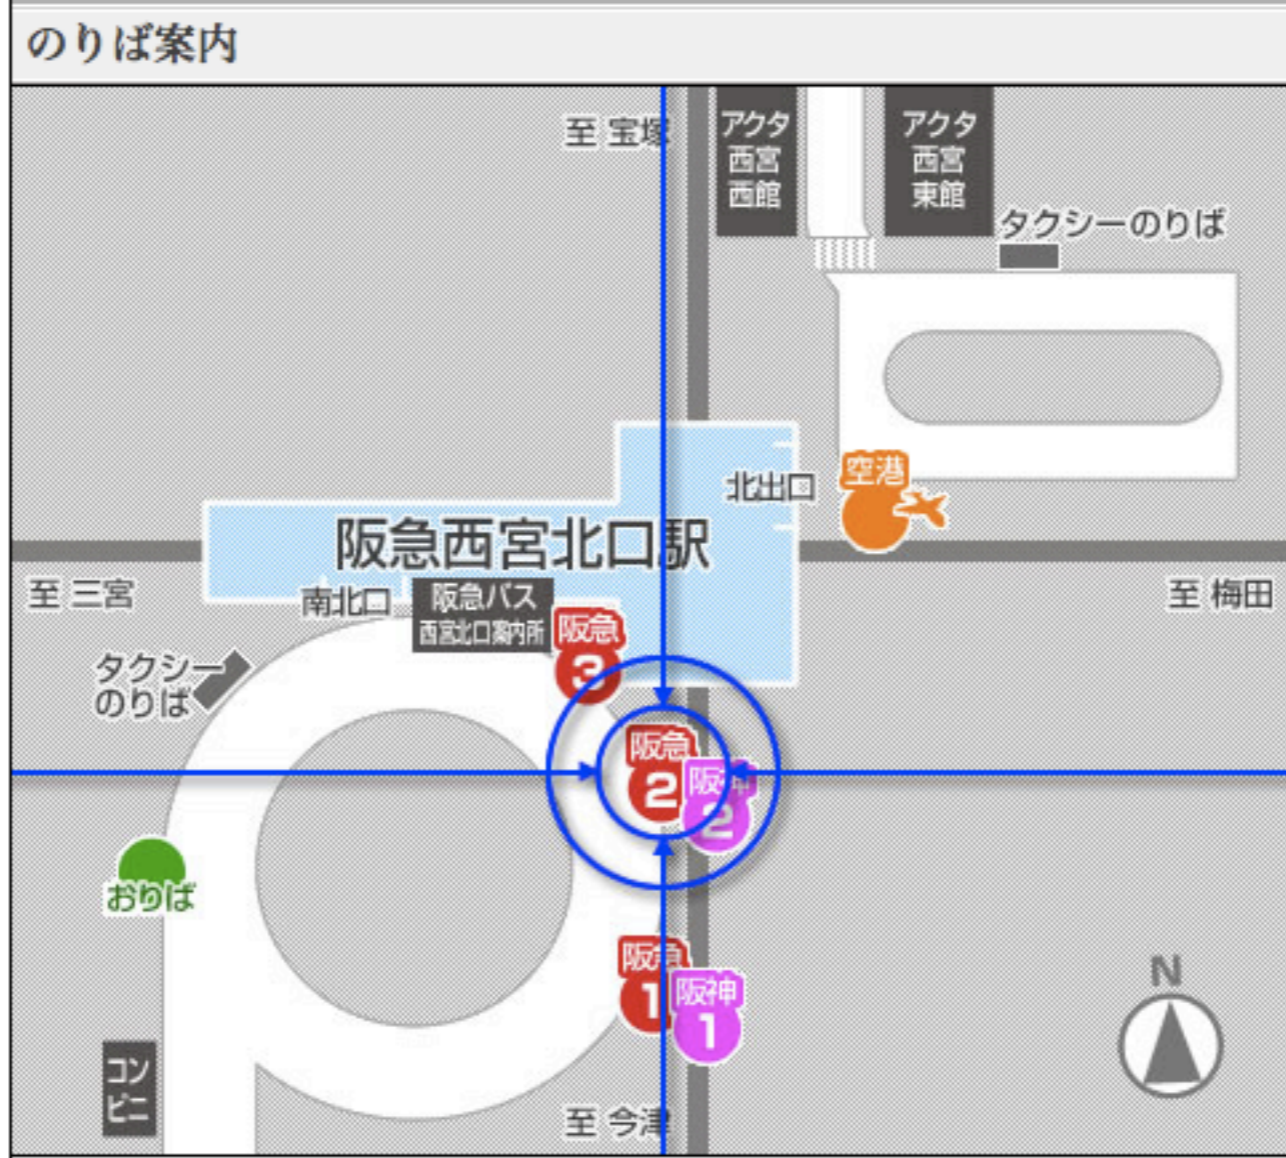 のりば案内
至 宝塚
アクタ
西宮
西館
アクタ
西宮
東館
タクシーのりば
空港
北出口
阪急西宮北口駅
至 三宮
南北口
阪急バス
西宮北口案内所
阪急
3
至 梅田
タクシー
のりば
阪急
2
阪神
2
おりば
阪急
1
阪神
1
N
コン
ビニ
至 今津